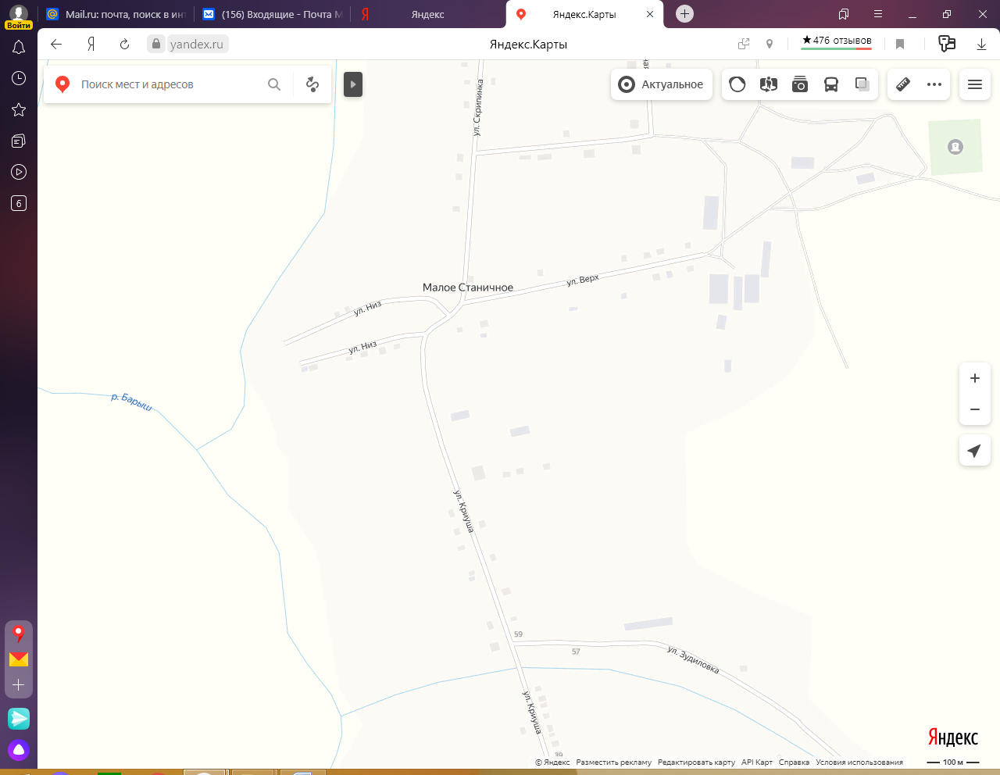 Войти
Mail.ru: почта, поиск в инт
(156) Входящие - Почта M
Яндекс
Яндекс.Карты
yandex.ru
Яндекс.Карты
★476 отзывов
6
Поиск мест и адресов
Актуальное
ул. Скрипинка
Малое Станичное
ул. Верх
ул. Низ
ул. Низ
р. Барыш
ул. Криуша
59
57
ул. Зудиловка
ул. Криуша
39
Яндекс
© Яндекс Разместить рекламу Редактировать карту API Карт Справка Условия использования
100 м